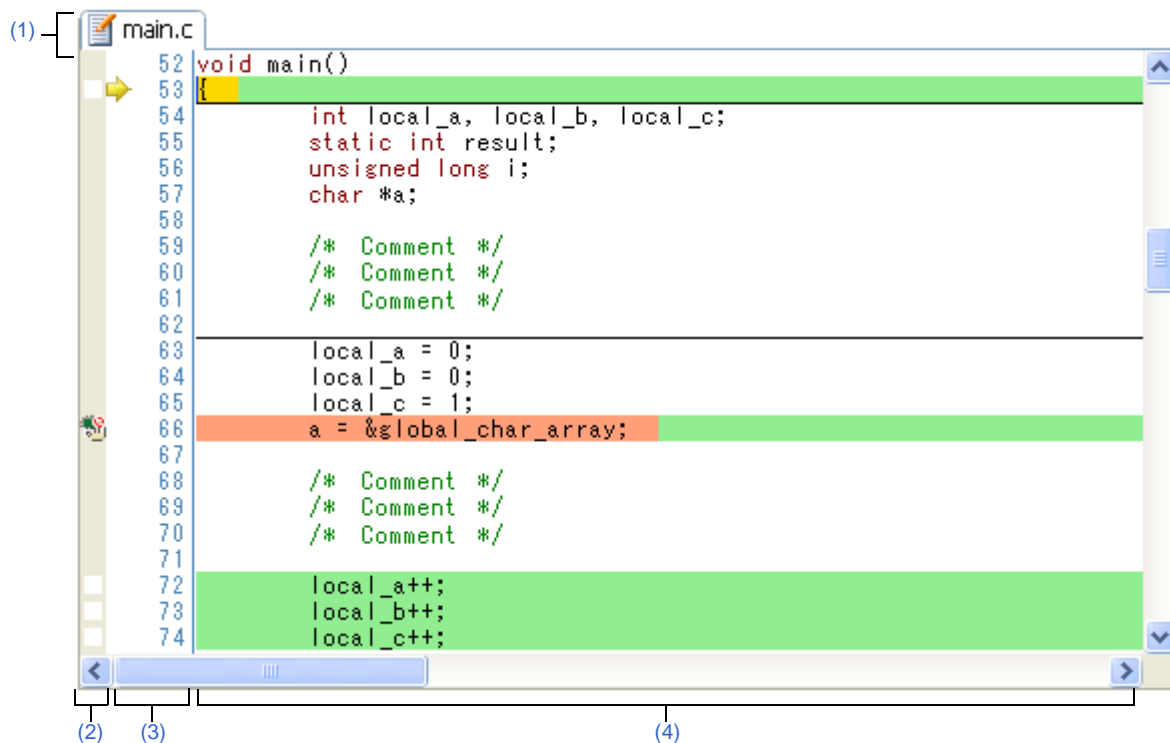 (1) main.c
52 void main()
53 {
54 int local_a, local_b, local_c;
55 static int result;
56 unsigned long i;
57 char *a;
58
59 /* Comment */
60 /* Comment */
61 /* Comment */
62
63 local_a = 0;
64 local_b = 0;
65 local_c = 1;
66 a = &global_char_array;
67
68 /* Comment */
69 /* Comment */
70 /* Comment */
71
72 local_a++;
73 local_b++;
74 local_c++;
(2) (3) (4)